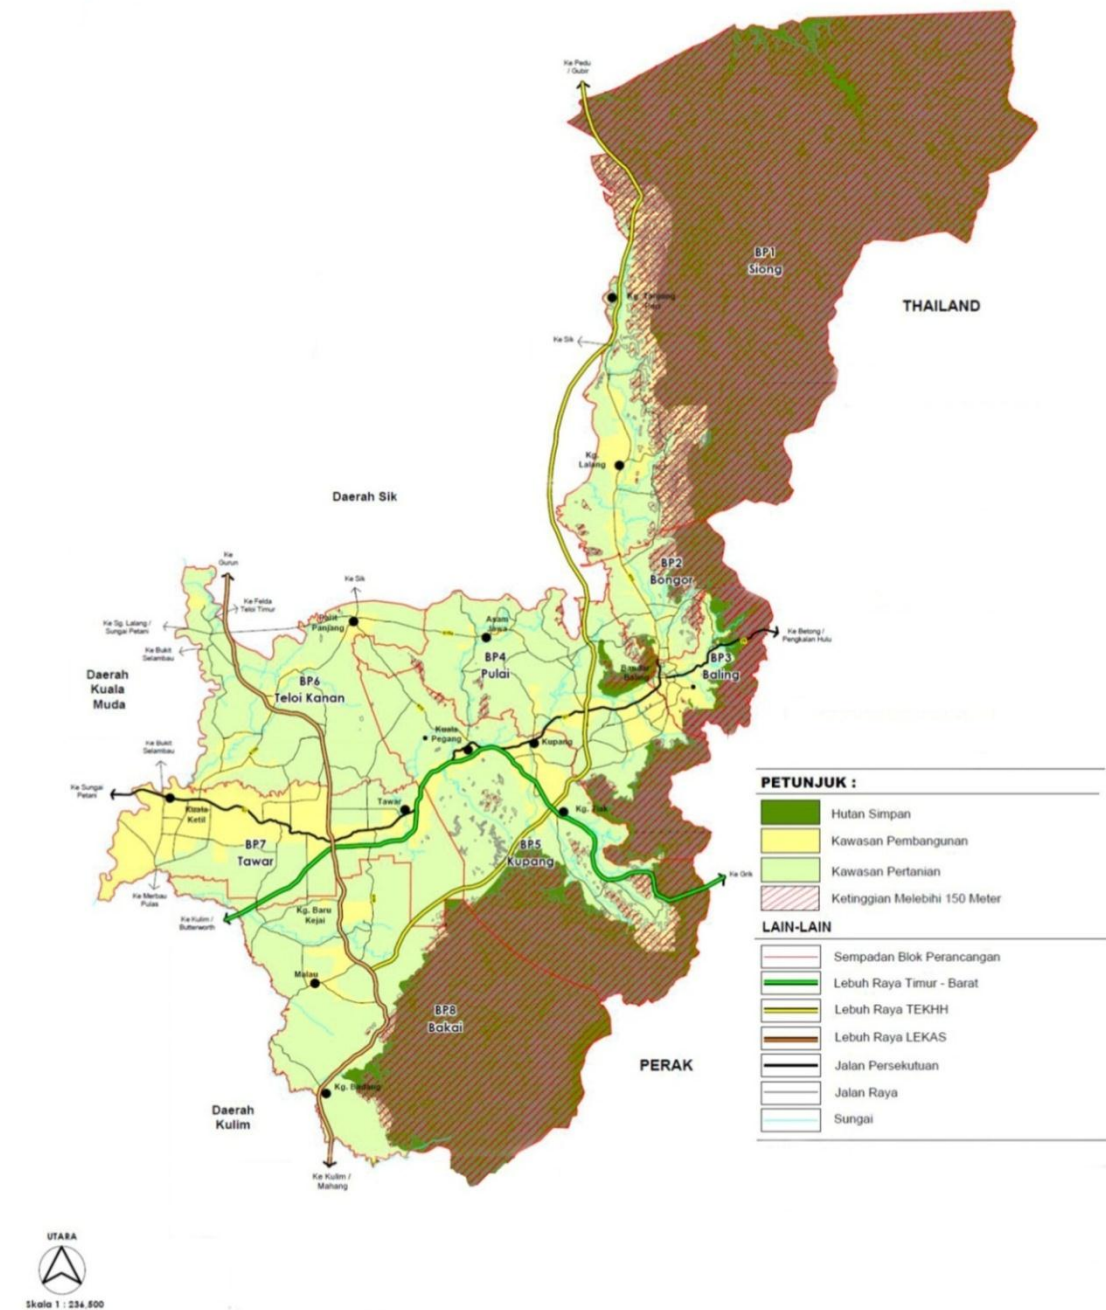 Ke Pedu
/ Gubir
BP1
Siong
THAILAND
Kg. Tanjung
Pari
Ke Sik
Kg.
Lalang
Daerah Sik
BP2
Bongor
Ke
Gurun
Ke Felda
Teloi Timur
Ke Sik
Ke Sg. Lalang /
Sungai Petani
Parit
Panjang
Asam
Jawa
Ke Betong /
Pengkalan Hulu
Ke Bukit
Selambau
BP4
Pulai
BP3
Baling
Bandar
Baling
Daerah
Kuala
Muda
BP6
Teloi Kanan
Kuala
Pegang
Kupang
Ke Bukit
Selambau
Ke Sungai
Petani
Kuala
Ketil
Tawar
BP7
Tawar
BP5
Kupang
Ke Grik
Ke Merbau
Pulas
Ke Kulim /
Butterworth
Kg. Baru
Kejai
Malau
BP8
Bakai
PERAK
Daerah
Kulim
Ke Kulim /
Mahang
PETUNJUK :
Hutan Simpan
Kawasan Pembangunan
Kawasan Pertanian
Ketinggian Melebihi 150 Meter
LAIN-LAIN
Sempadan Blok Perancangan
Lebuh Raya Timur - Barat
Lebuh Raya TEKHH
Lebuh Raya LEKAS
Jalan Persekutuan
Jalan Raya
Sungai
UTARA
Skala 1 : 236,500